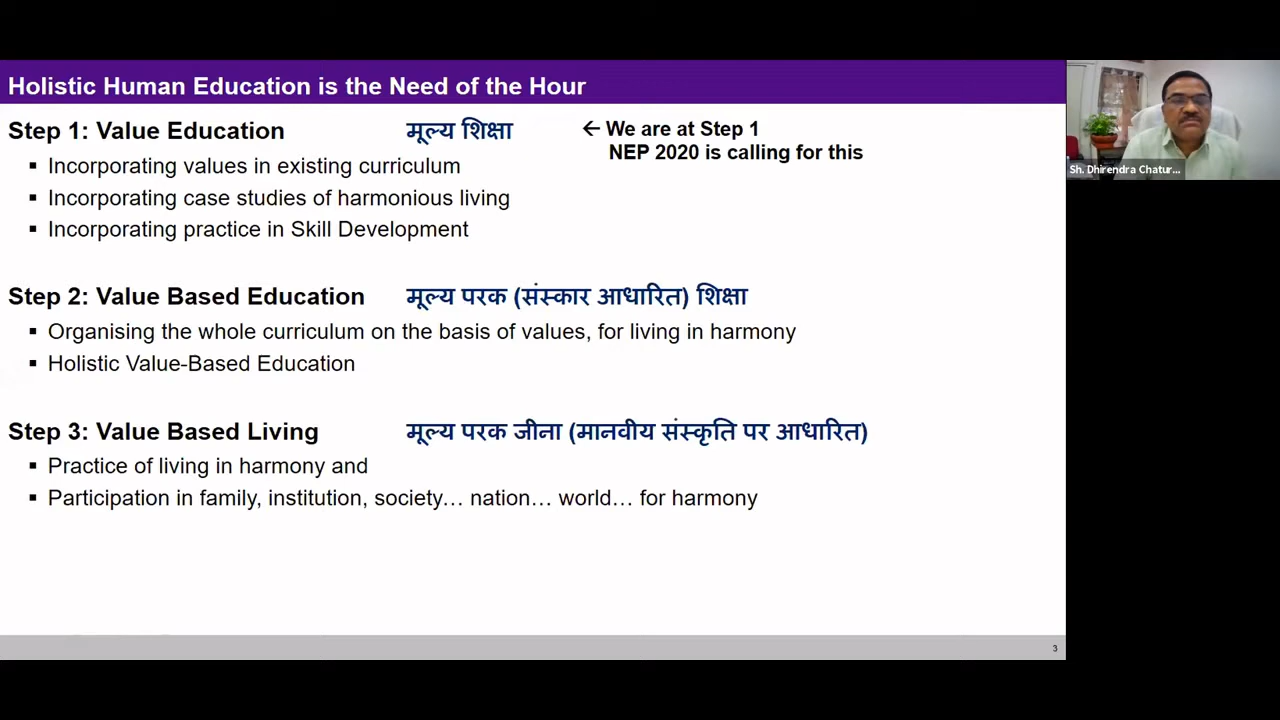 Holistic Human Education is the Need of the Hour
Step 1: Value Education मूल्य शिक्षा ← We are at Step 1
NEP 2020 is calling for this
▪ Incorporating values in existing curriculum
▪ Incorporating case studies of harmonious living
▪ Incorporating practice in Skill Development
Step 2: Value Based Education मूल्य परक (संस्कार आधारित) शिक्षा
▪ Organising the whole curriculum on the basis of values, for living in harmony
▪ Holistic Value-Based Education
Step 3: Value Based Living मूल्य परक जीना (मानवीय संस्कृति पर आधारित)
▪ Practice of living in harmony and
▪ Participation in family, institution, society… nation… world… for harmony
3
Sh. Dhirendra Chatur...